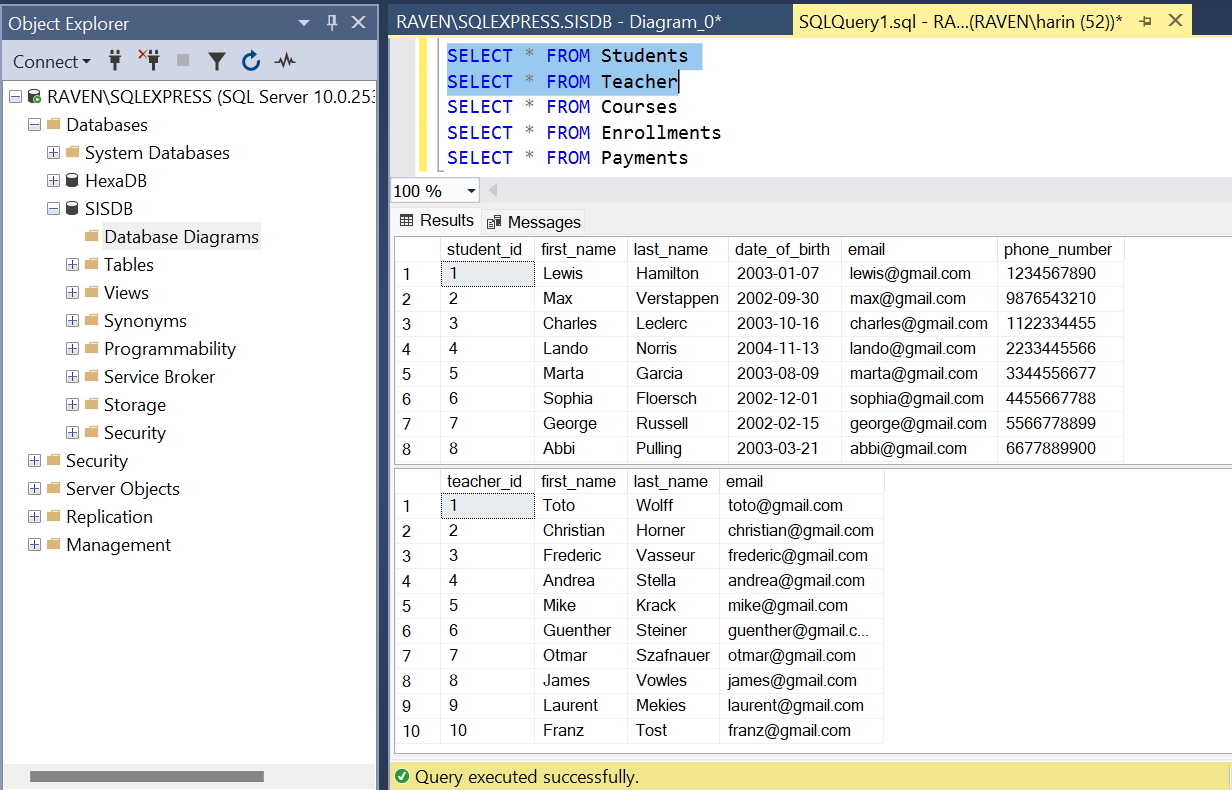 Object Explorer
Connect
RAVEN\SQLEXPRESS (SQL Server 10.0.253
Databases
System Databases
HexaDB
SISDB
Database Diagrams
Tables
Views
Synonyms
Programmability
Service Broker
Storage
Security
Security
Server Objects
Replication
Management
RAVEN\SQLEXPRESS.SISDB - Diagram_0*
SQLQuery1.sql - RA...(RAVEN\harin (52))*
SELECT * FROM Students
SELECT * FROM Teacher
SELECT * FROM Courses
SELECT * FROM Enrollments
SELECT * FROM Payments
100 %
Results Messages
student_id first_name last_name date_of_birth email phone_number
1 1 Lewis Hamilton 2003-01-07 lewis@gmail.com 1234567890
2 2 Max Verstappen 2002-09-30 max@gmail.com 9876543210
3 3 Charles Leclerc 2003-10-16 charles@gmail.com 1122334455
4 4 Lando Norris 2004-11-13 lando@gmail.com 2233445566
5 5 Marta Garcia 2003-08-09 marta@gmail.com 3344556677
6 6 Sophia Floersch 2002-12-01 sophia@gmail.com 4455667788
7 7 George Russell 2002-02-15 george@gmail.com 5566778899
8 8 Abbi Pulling 2003-03-21 abbi@gmail.com 6677889900
teacher_id first_name last_name email
1 1 Toto Wolff toto@gmail.com
2 2 Christian Horner christian@gmail.com
3 3 Frederic Vasseur frederic@gmail.com
4 4 Andrea Stella andrea@gmail.com
5 5 Mike Krack mike@gmail.com
6 6 Guenther Steiner guenther@gmail.c...
7 7 Otmar Szafnauer otmar@gmail.com
8 8 James Vowles james@gmail.com
9 9 Laurent Mekies laurent@gmail.com
10 10 Franz Tost franz@gmail.com
Query executed successfully.